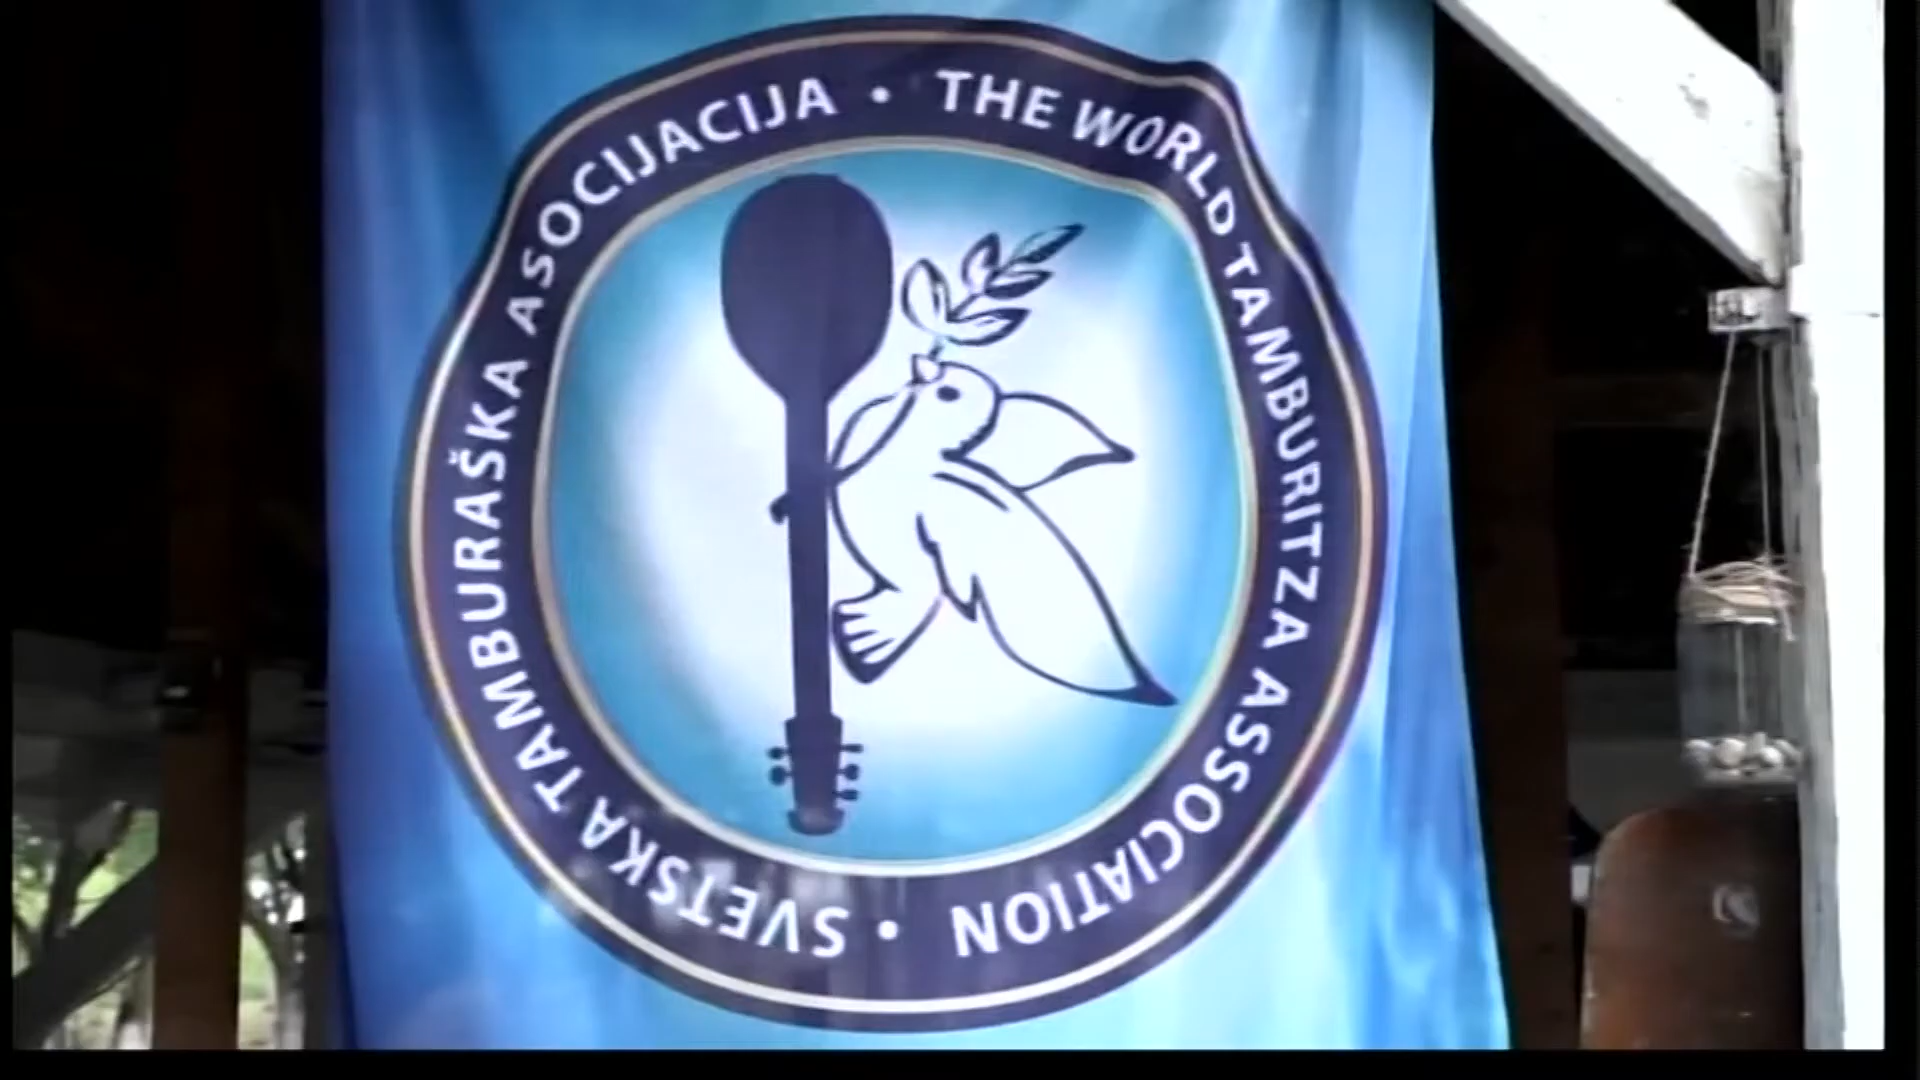 SVETSKA TAMBURAŠKA ASOCIJACIJA • THE WORLD TAMBURITZA ASSOCIATION •